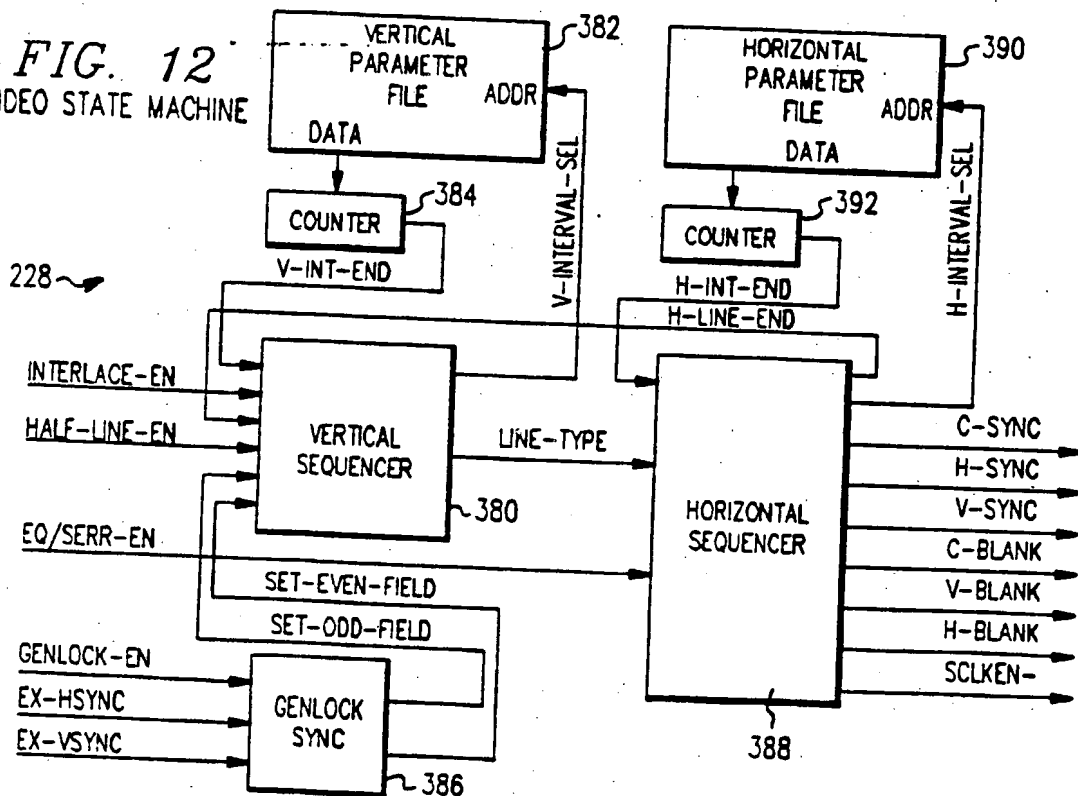 FIG. 12
IDEO STATE MACHINE
VERTICAL
PARAMETER
FILE
ADDR
DATA
382
COUNTER
384
V-INT-END
V-INTERVAL-SEL
HORIZONTAL
PARAMETER
FILE
ADDR
DATA
390
COUNTER
392
H-INT-END
H-LINE-END
H-INTERVAL-SEL
228
INTERLACE-EN
HALF-LINE-EN
EQ/SERR-EN
VERTICAL
SEQUENCER
380
LINE-TYPE
SET-EVEN-FIELD
SET-ODD-FIELD
GENLOCK-EN
EX-HSYNC
EX-VSYNC
GENLOCK
SYNC
386
HORIZONTAL
SEQUENCER
388
C-SYNC
H-SYNC
V-SYNC
C-BLANK
V-BLANK
H-BLANK
SCLKEN-